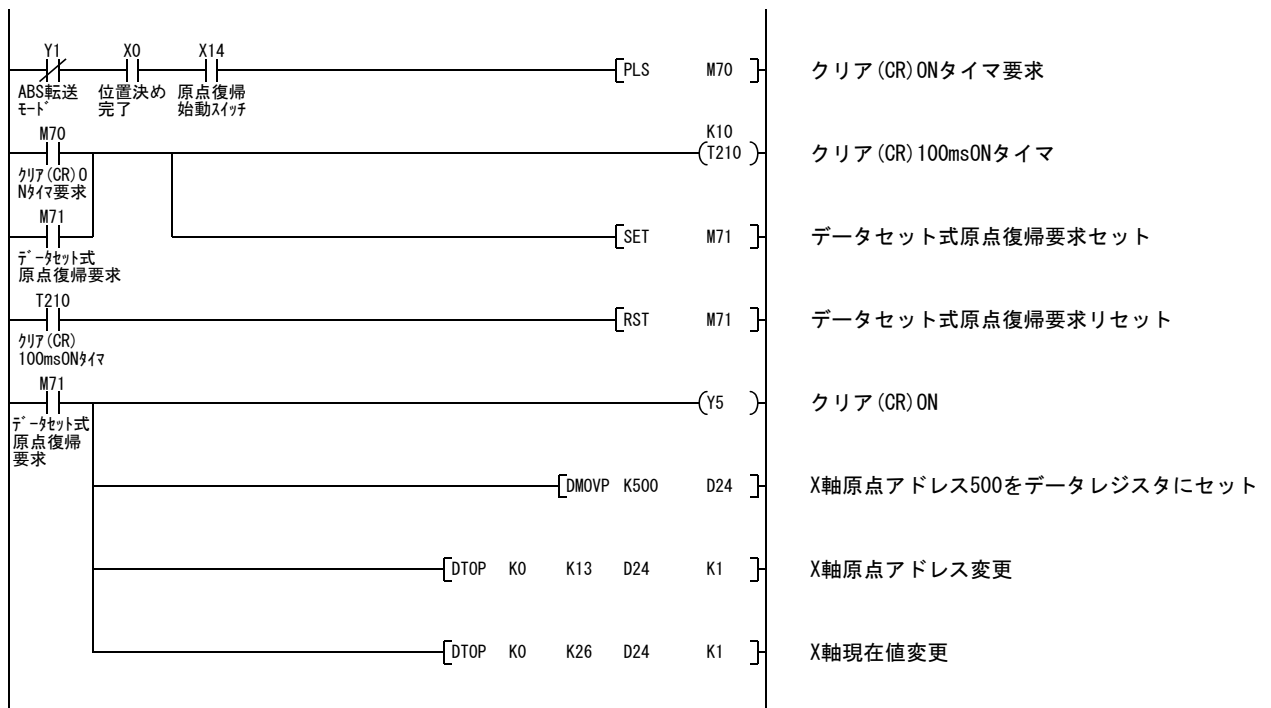 Y1 X0 X14
[PLS M70] クリア(CR)ONタイマ要求
ABS転送 位置決め 原点復帰
ﾓｰﾄﾞ 完了 始動ｽｲｯﾁ
M70 K10
(T210) クリア(CR)100msONタイマ
ｸﾘｱ(CR)O
Nﾀｲﾏ要求
M71
[SET M71] データセット式原点復帰要求セット
ﾃﾞｰﾀｾｯﾄ式
原点復帰要求
T210
[RST M71] データセット式原点復帰要求リセット
ｸﾘｱ(CR)
100msONﾀｲﾏ
M71
(Y5) クリア(CR)ON
ﾃﾞｰﾀｾｯﾄ式
原点復帰
要求
[DMOVP K500 D24] X軸原点アドレス500をデータレジスタにセット
[DTOP K0 K13 D24 K1] X軸原点アドレス変更
[DTOP K0 K26 D24 K1] X軸現在値変更